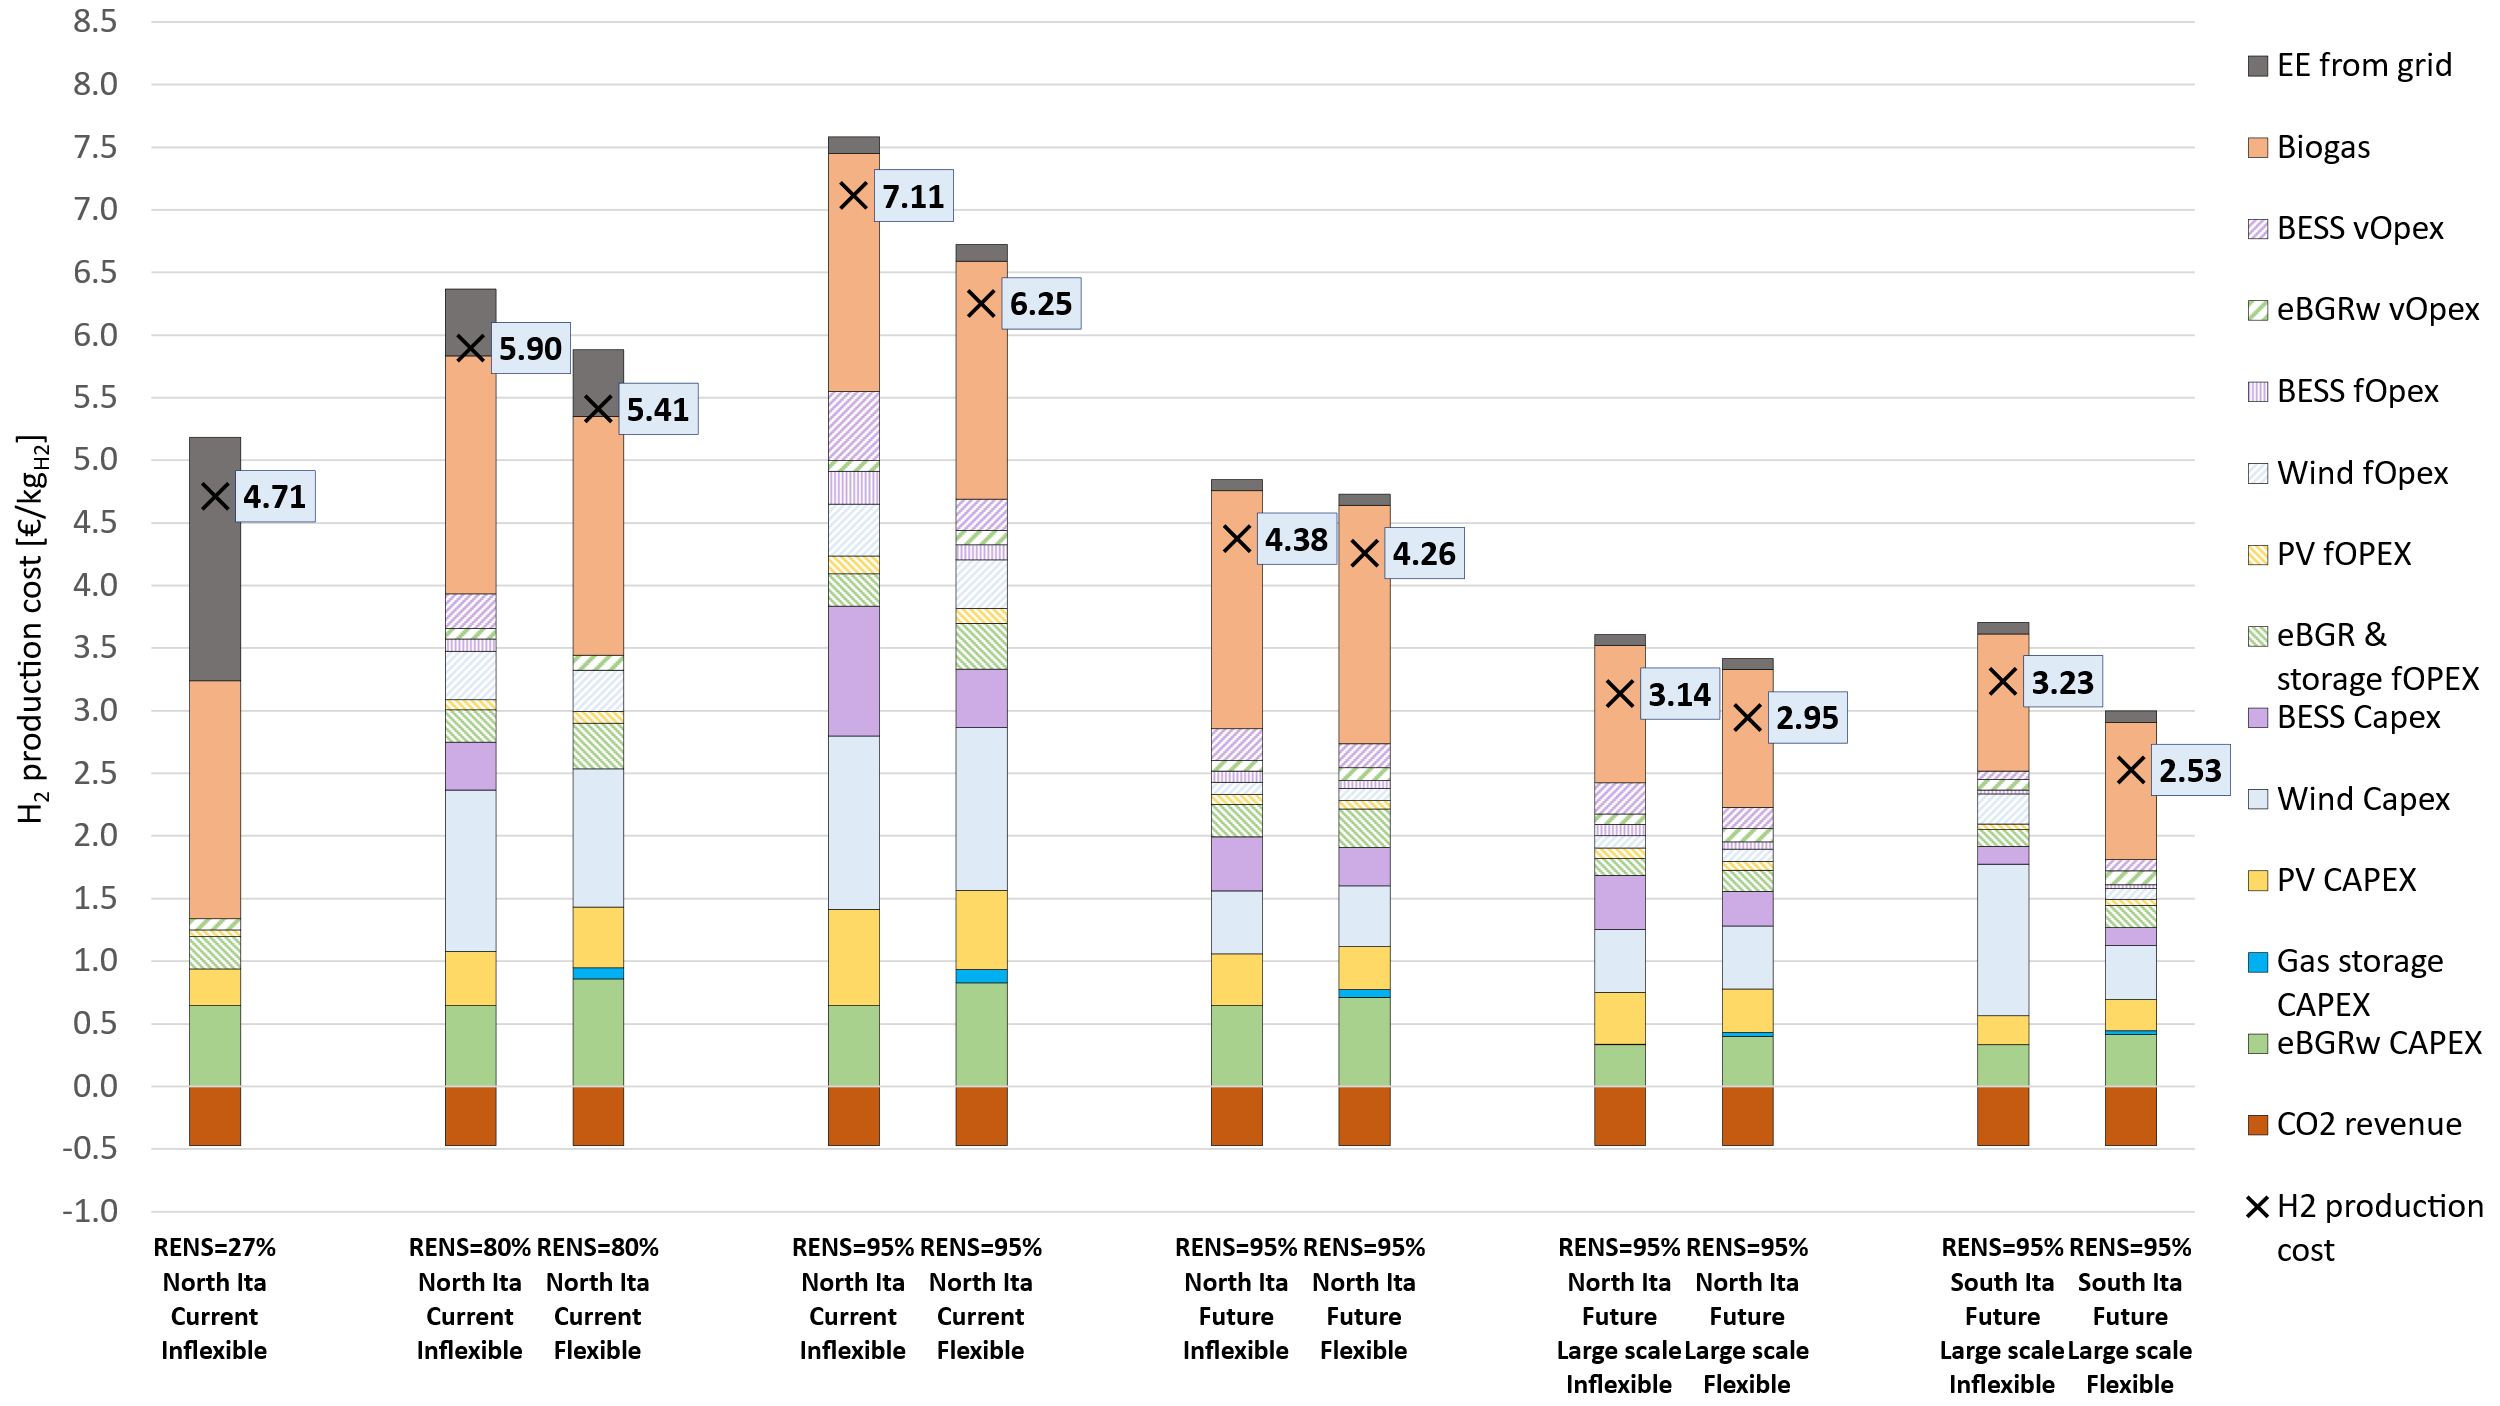 8.5
8.0
7.5
7.0
6.5
6.0
5.5
5.0
4.5
4.0
3.5
3.0
2.5
2.0
1.5
1.0
0.5
0.0
-0.5
-1.0
H2 production cost [€/kgH2]
4.71
5.90
5.41
7.11
6.25
4.38
4.26
3.14
2.95
3.23
2.53
RENS=27%
North Ita
Current
Inflexible
RENS=80%
North Ita
Current
Inflexible
RENS=80%
North Ita
Current
Flexible
RENS=95%
North Ita
Current
Inflexible
RENS=95%
North Ita
Current
Flexible
RENS=95%
North Ita
Future
Inflexible
RENS=95%
North Ita
Future
Flexible
RENS=95%
North Ita
Future
Large scale
Inflexible
RENS=95%
North Ita
Future
Large scale
Flexible
RENS=95%
South Ita
Future
Large scale
Inflexible
RENS=95%
South Ita
Future
Large scale
Flexible
EE from grid
Biogas
BESS vOpex
eBGRw vOpex
BESS fOpex
Wind fOpex
PV fOPEX
eBGR &
storage fOPEX
BESS Capex
Wind Capex
PV CAPEX
Gas storage
CAPEX
eBGRw CAPEX
CO2 revenue
H2 production
cost